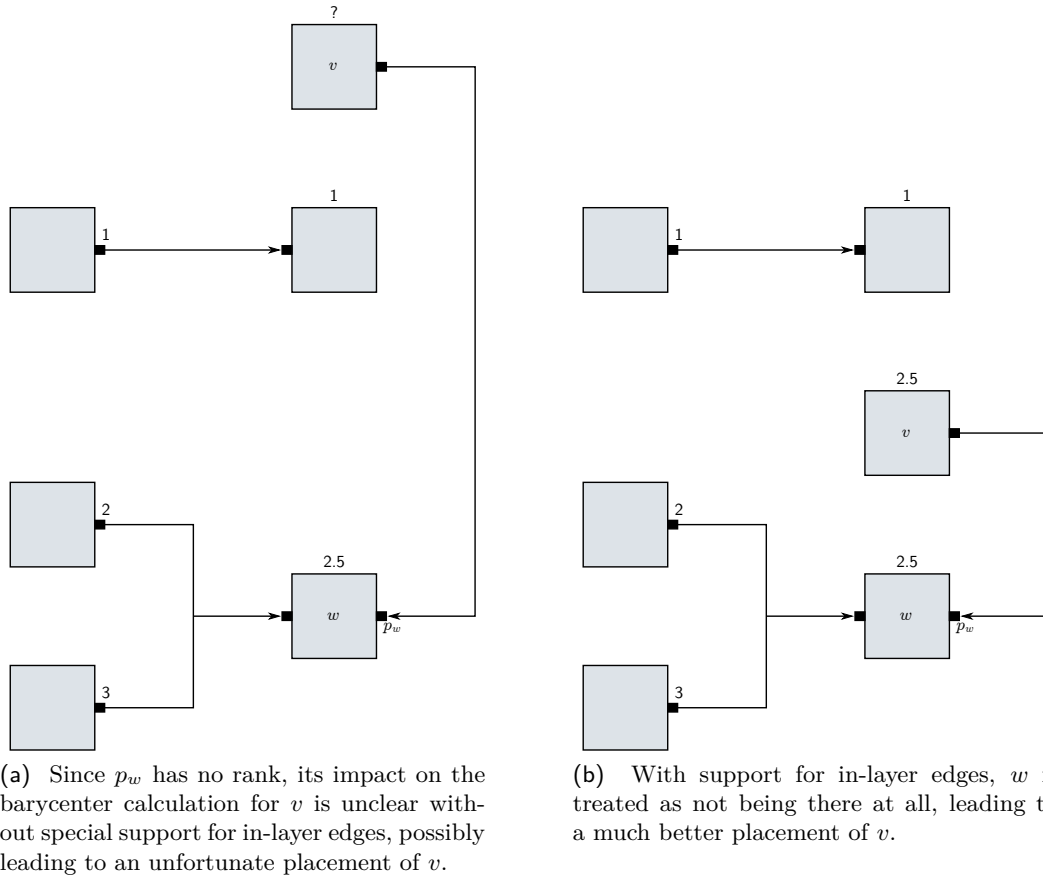 ?
v
1
1
2
2.5
w
p_w
3
(a) Since p_w has no rank, its impact on the
barycenter calculation for v is unclear with-
out special support for in-layer edges, possibly
leading to an unfortunate placement of v.
1
1
2.5
v
2
2.5
w
p_w
3
(b) With support for in-layer edges, w
treated as not being there at all, leading
a much better placement of v.